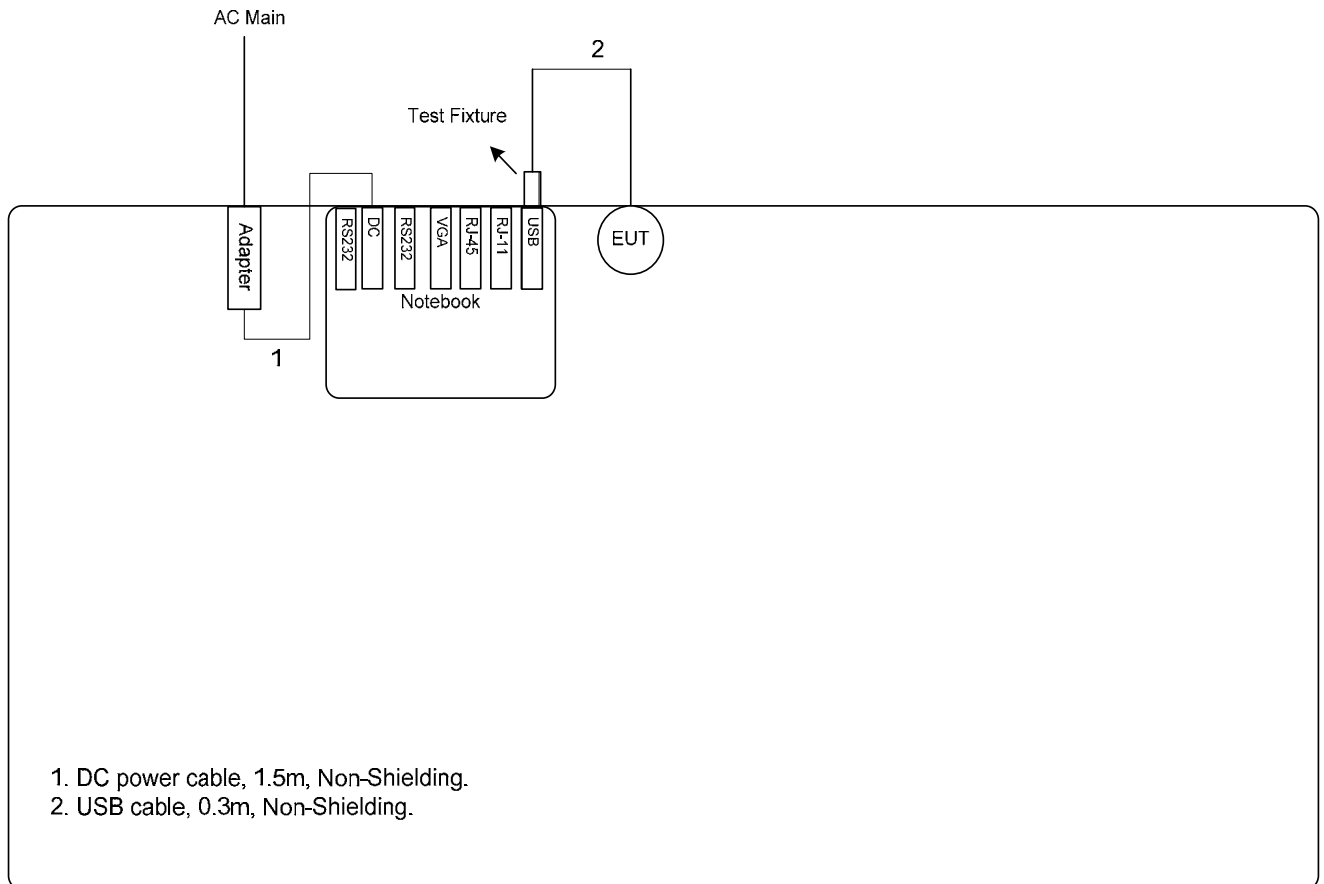 AC Main
2
Test Fixture
Adapter
RS232
DC
RS232
VGA
RJ-45
RJ-11
USB
EUT
Notebook
1
1. DC power cable, 1.5m, Non-Shielding.
2. USB cable, 0.3m, Non-Shielding.